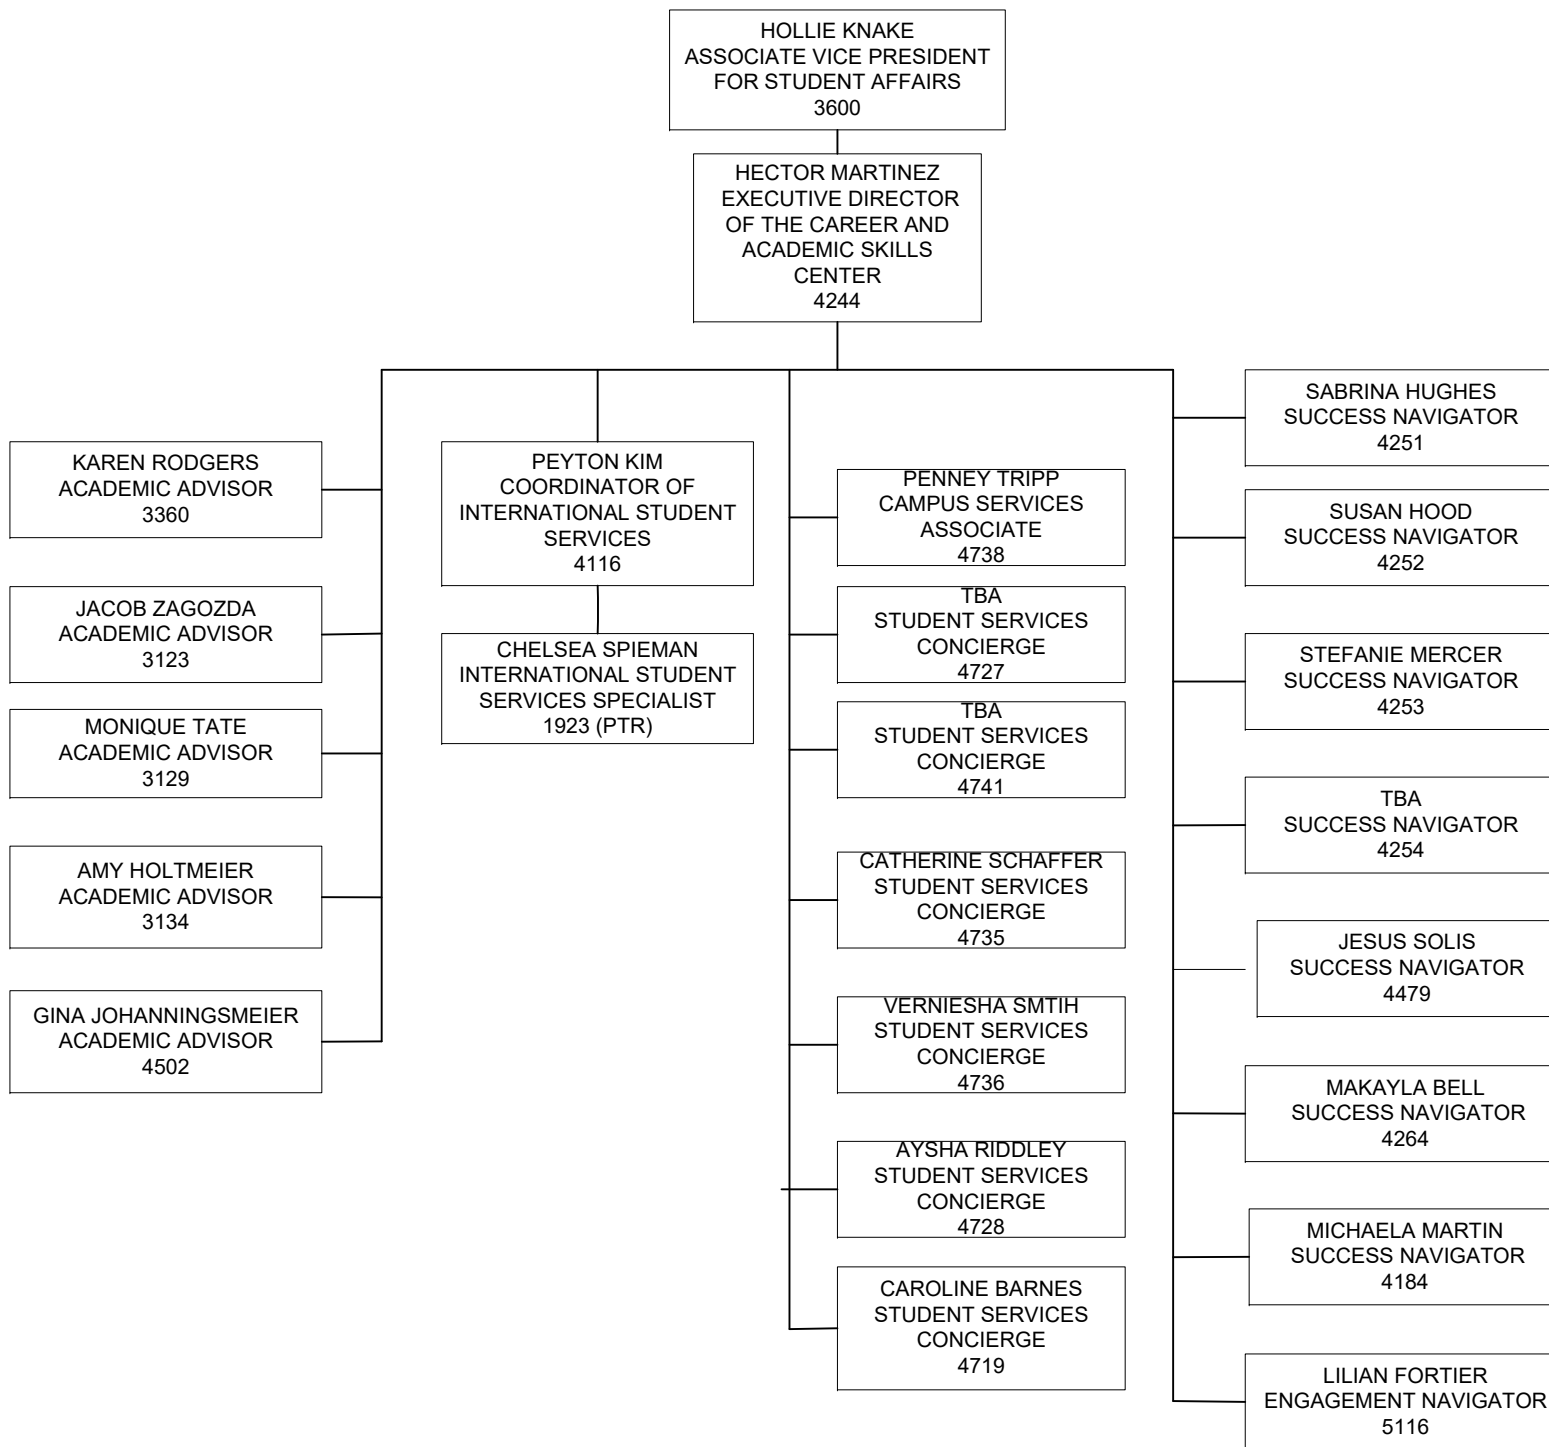 HOLLIE KNAKE
ASSOCIATE VICE PRESIDENT
FOR STUDENT AFFAIRS
3600
HECTOR MARTINEZ
EXECUTIVE DIRECTOR
OF THE CAREER AND
ACADEMIC SKILLS
CENTER
4244
KAREN RODGERS
ACADEMIC ADVISOR
3360
JACOB ZAGOZDA
ACADEMIC ADVISOR
3123
MONIQUE TATE
ACADEMIC ADVISOR
3129
AMY HOLTMEIER
ACADEMIC ADVISOR
3134
GINA JOHANNINGSMEIER
ACADEMIC ADVISOR
4502
PEYTON KIM
COORDINATOR OF
INTERNATIONAL STUDENT
SERVICES
4116
CHELSEA SPIEMAN
INTERNATIONAL STUDENT
SERVICES SPECIALIST
1923 (PTR)
PENNEY TRIPP
CAMPUS SERVICES
ASSOCIATE
4738
TBA
STUDENT SERVICES
CONCIERGE
4727
TBA
STUDENT SERVICES
CONCIERGE
4741
CATHERINE SCHAFFER
STUDENT SERVICES
CONCIERGE
4735
VERNIESHA SMTIH
STUDENT SERVICES
CONCIERGE
4736
AYSHA RIDDLEY
STUDENT SERVICES
CONCIERGE
4728
CAROLINE BARNES
STUDENT SERVICES
CONCIERGE
4719
SABRINA HUGHES
SUCCESS NAVIGATOR
4251
SUSAN HOOD
SUCCESS NAVIGATOR
4252
STEFANIE MERCER
SUCCESS NAVIGATOR
4253
TBA
SUCCESS NAVIGATOR
4254
JESUS SOLIS
SUCCESS NAVIGATOR
4479
MAKAYLA BELL
SUCCESS NAVIGATOR
4264
MICHAELA MARTIN
SUCCESS NAVIGATOR
4184
LILIAN FORTIER
ENGAGEMENT NAVIGATOR
5116